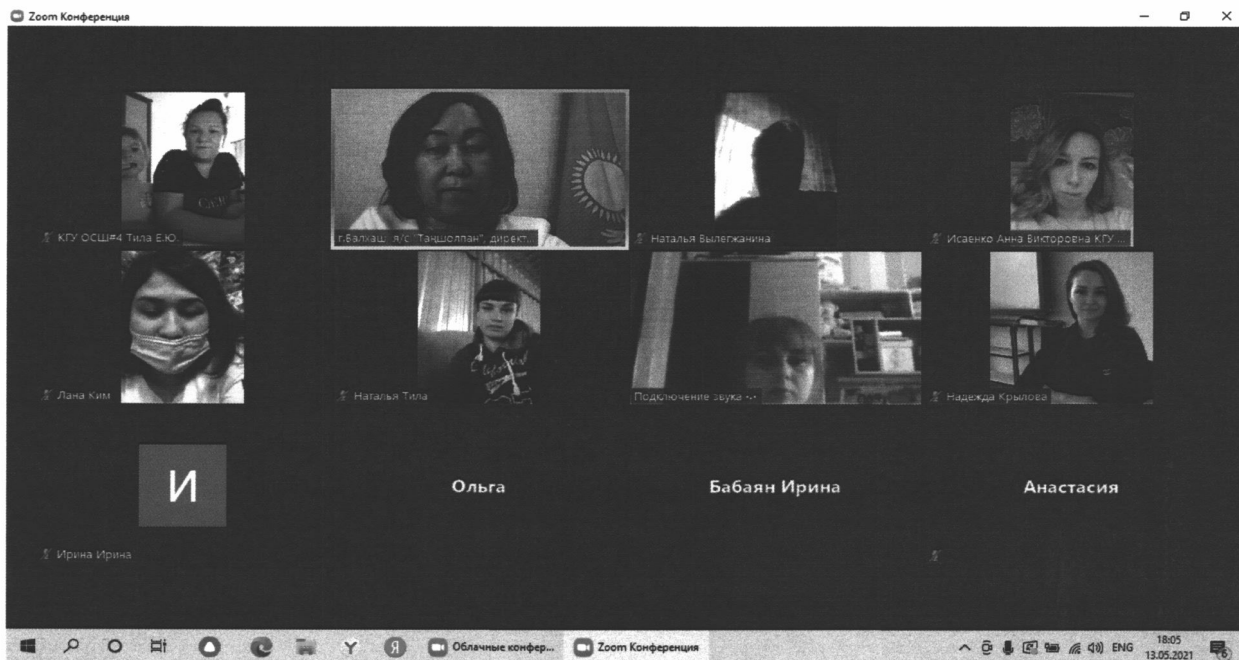 Zoom Конференция
КГУ ОСШ#4 Тила Е.Ю.
г.Балхаш я/с "Таншолпан", директ...
Наталья Вылегжанина
Исаенко Анна Викторовна КГУ ...
Лана Ким
Наталья Тила
Подключение звука
Надежда Крылова
И
Ольга
Бабаян Ирина
Анастасия
Ирина Ирина
Облачные конфер...
Zoom Конференция
ENG
18:05
13.05.2021